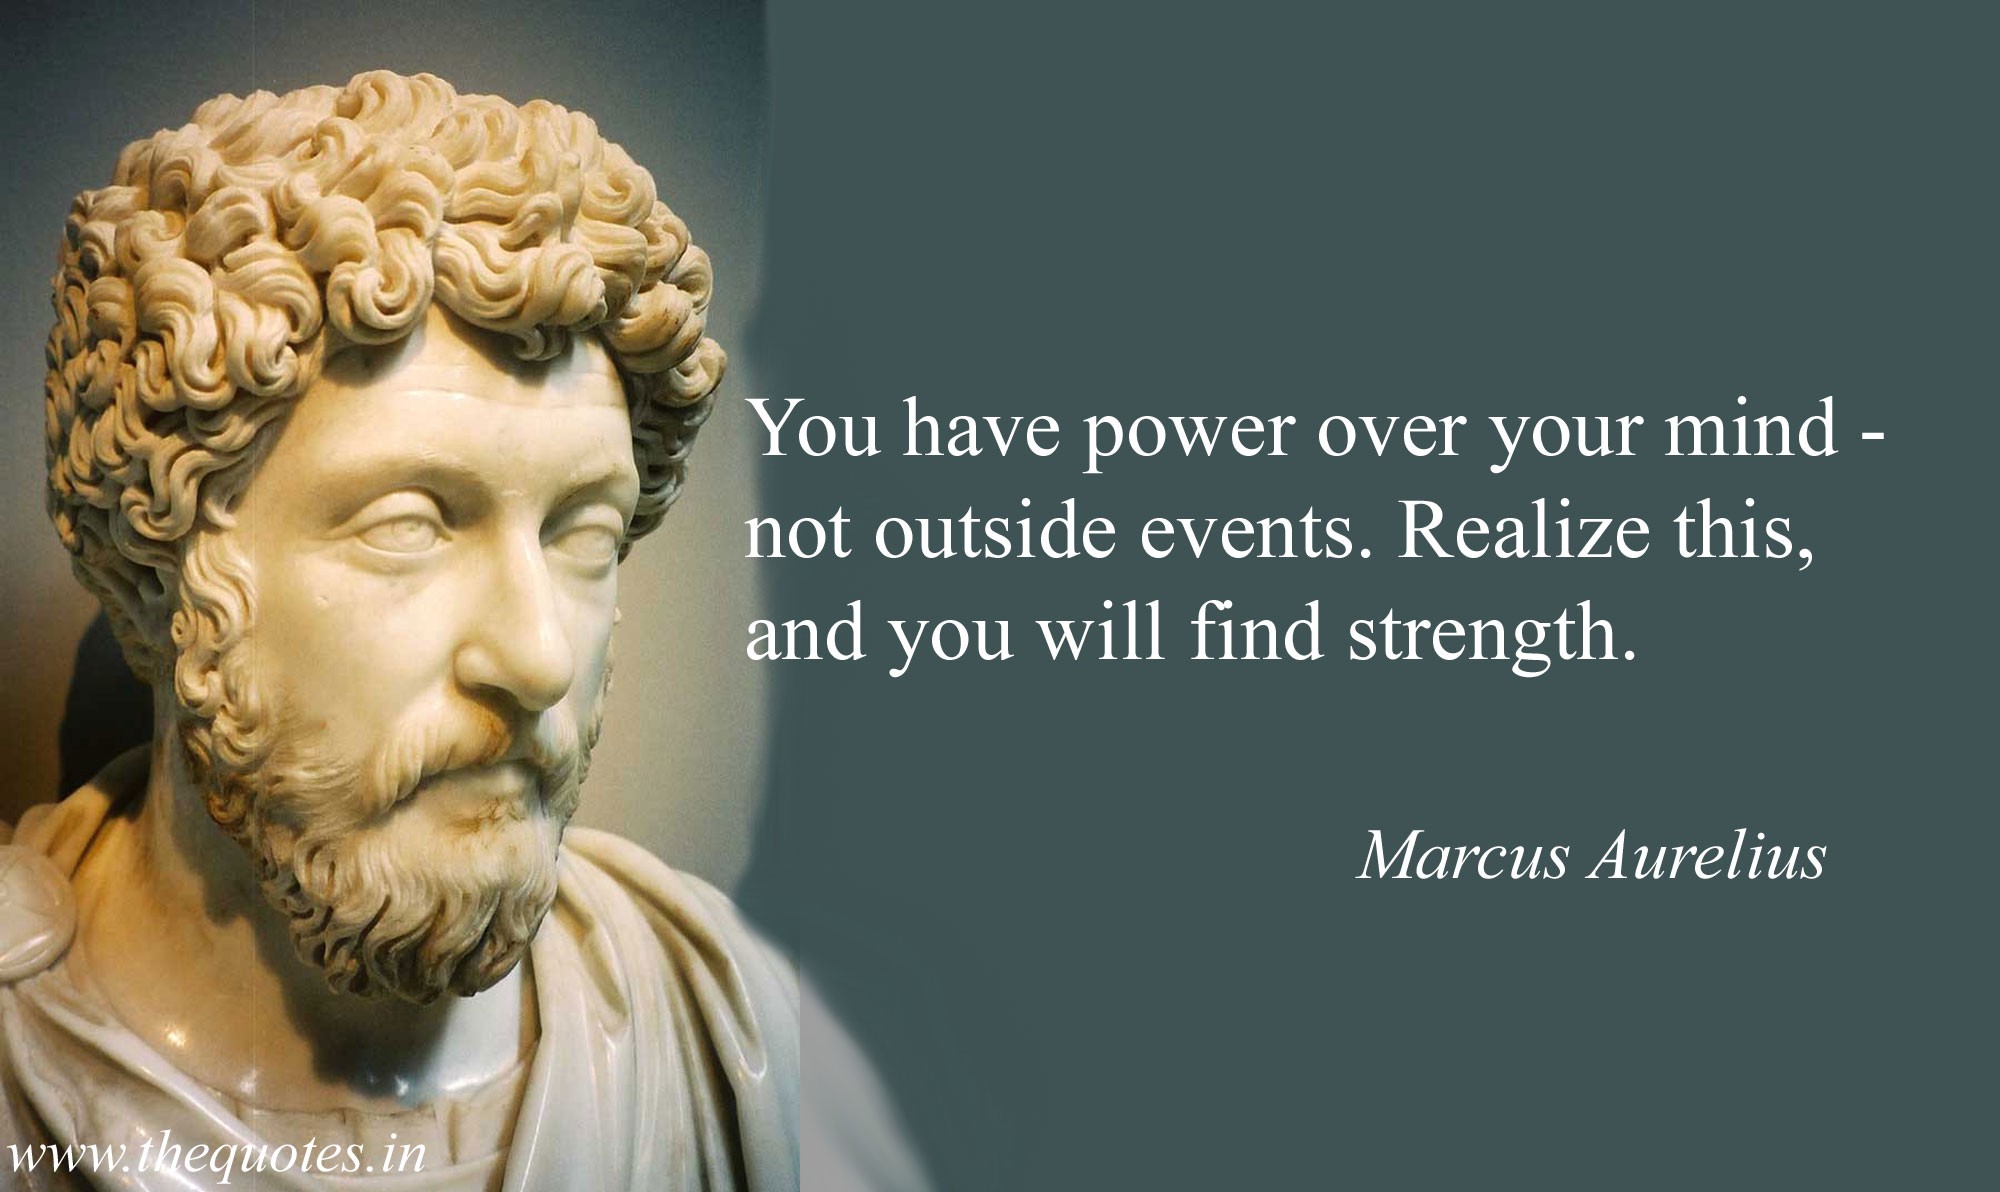 You have power over your mind -
not outside events. Realize this,
and you will find strength.
Marcus Aurelius
www.thequotes.in